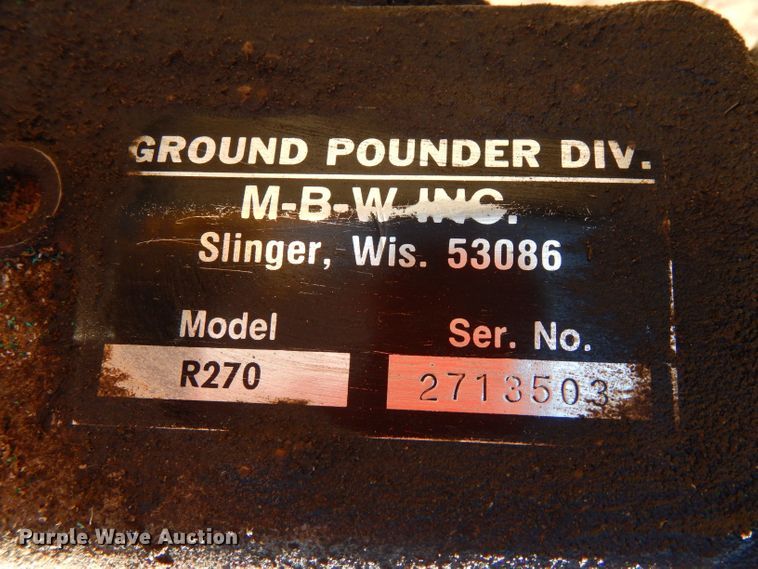 GROUND POUNDER DIV.
M-B-W INC.
Slinger, Wis. 53086
Model Ser. No.
R270 2713503
Purple Wave Auction